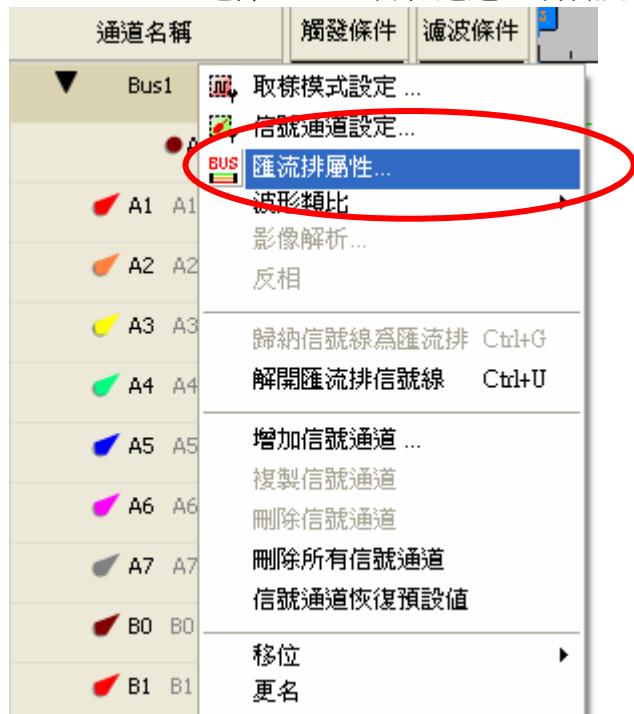 通道名稱 觸發條件 濾波條件
Bus1
取樣模式設定 ...
信號通道設定...
BUS 匯流排屬性...
A1 A1 波形類比
影像解析...
A2 A2 反相
A3 A3 歸納信號線爲匯流排 Ctrl+G
A4 A4 解開匯流排信號線 Ctrl+U
A5 A5 增加信號通道 ...
複製信號通道
A6 A6 刪除信號通道
A7 A7 刪除所有信號通道
信號通道恢復預設值
B0 B0
移位
B1 B1 更名